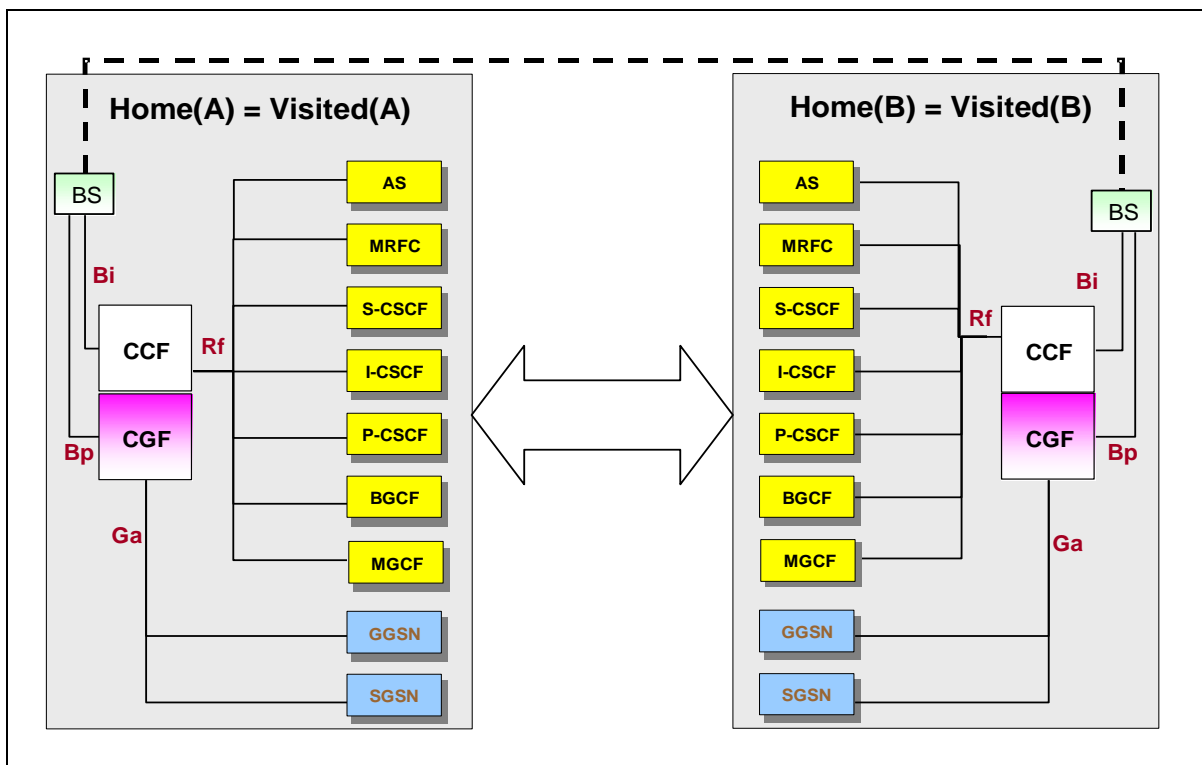 Home(A) = Visited(A)
BS
Bi
CCF
Rf
CGF
Bp
Ga
AS
MRFC
S-CSCF
I-CSCF
P-CSCF
BGCF
MGCF
GGSN
SGSN
Home(B) = Visited(B)
AS
MRFC
S-CSCF
I-CSCF
P-CSCF
BGCF
MGCF
GGSN
SGSN
BS
Bi
Rf
CCF
CGF
Bp
Ga